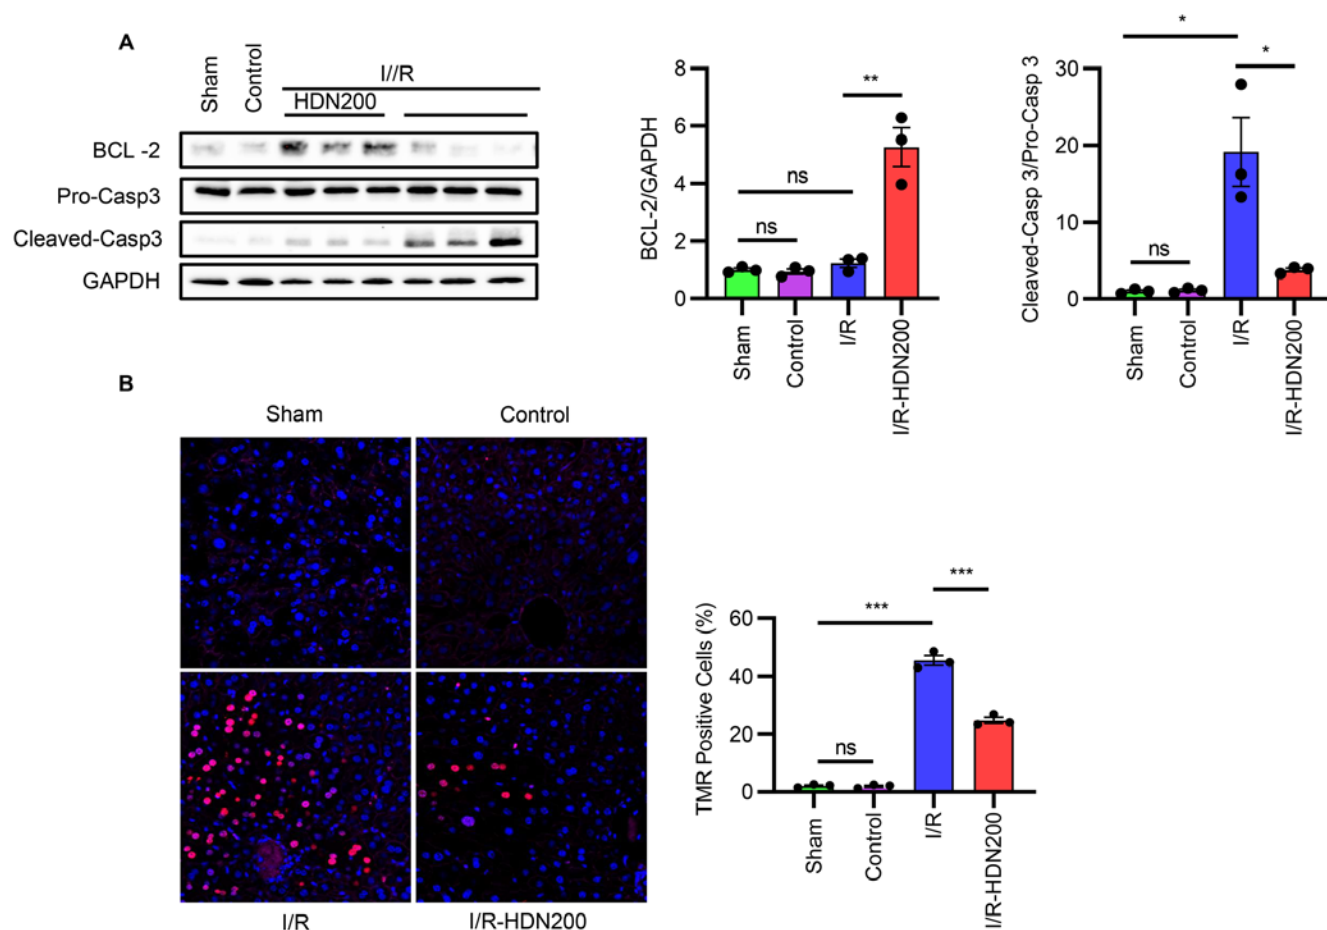 A
Sham
Control
I//R
HDN200
BCL -2
Pro-Casp3
Cleaved-Casp3
GAPDH
BCL-2/GAPDH
8
6
4
2
0
**
ns
ns
Sham
Control
I/R
I/R-HDN200
Cleaved-Casp 3/Pro-Casp 3
30
20
10
0
*
*
ns
Sham
Control
I/R
I/R-HDN200
B
Sham
Control
I/R
I/R-HDN200
TMR Positive Cells (%)
60
40
20
0
***
***
ns
Sham
Control
I/R
I/R-HDN200